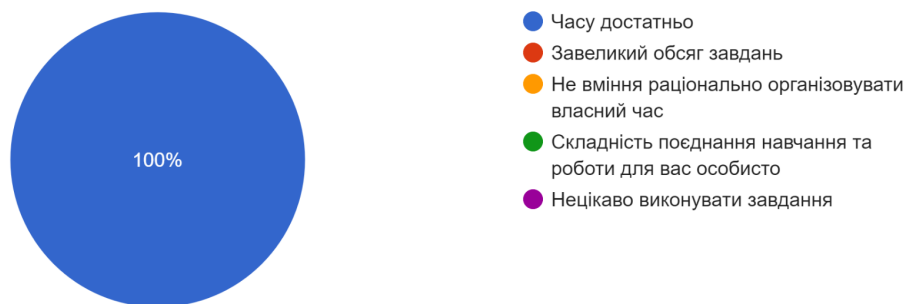 100%
Часу достатньо
Завеликий обсяг завдань
Не вміння раціонально організовувати
власний час
Складність поєднання навчання та
роботи для вас особисто
Нецікаво виконувати завдання